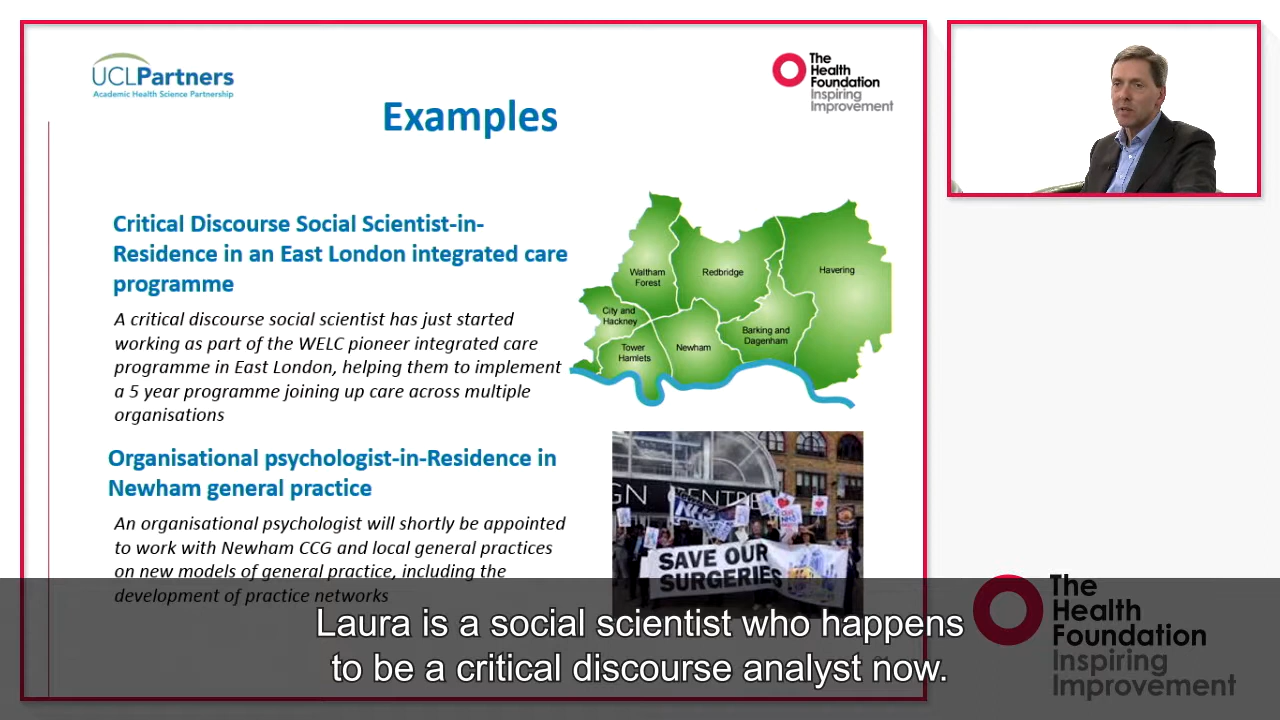 UCLPartners
Academic Health Science Partnership
The
Health
Foundation
Inspiring
Improvement
Examples
Critical Discourse Social Scientist-in-
Residence in an East London integrated care
programme
A critical discourse social scientist has just started
working as part of the WELC pioneer integrated care
programme in East London, helping them to implement
a 5 year programme joining up care across multiple
organisations
Waltham
Forest
Redbridge
Havering
City and
Hackney
Barking and
Dagenham
Tower
Hamlets
Newham
Organisational psychologist-in-Residence in
Newham general practice
An organisational psychologist will shortly be appointed
to work with Newham CCG and local general practices
on new models of general practice, including the
development of practice networks
GN CENTRE
NHS
SAVE OUR
SURGERIES
Laura is a social scientist who happens
to be a critical discourse analyst now.
The
Health
Foundation
Inspiring
Improvement